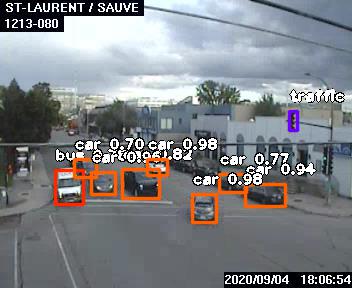 ST-LAURENT / SAUVE
1213-080
traffic
car 0.70
car 0.98
car 0.77
car 0.94
car 0.98
2020/09/04 18:06:54